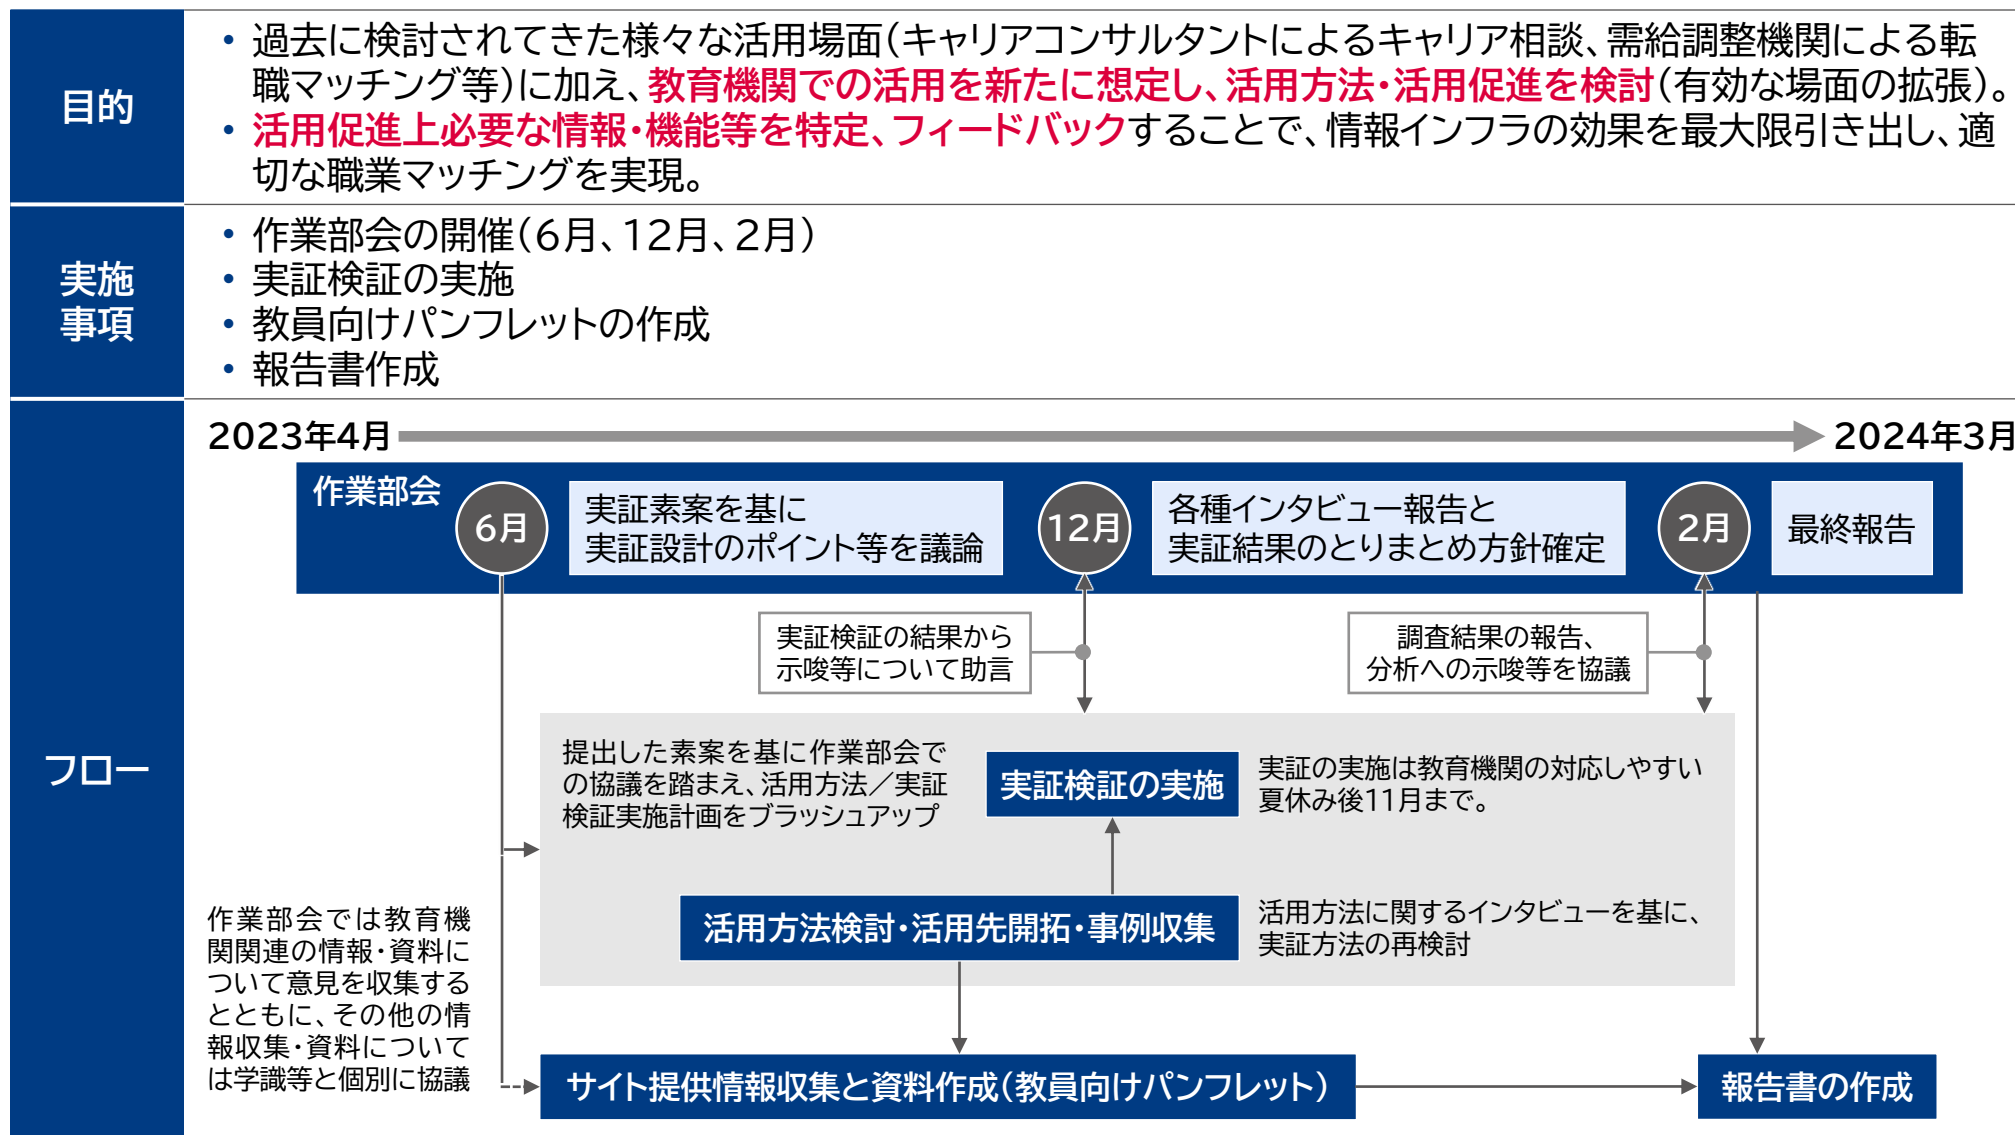 目的
• 過去に検討されてきた様々な活用場面(キャリアコンサルタントによるキャリア相談、需給調整機関による転
職マッチング等)に加え、教育機関での活用を新たに想定し、活用方法・活用促進を検討(有効な場面の拡張)。
• 活用促進上必要な情報・機能等を特定、フィードバックすることで、情報インフラの効果を最大限引き出し、適
切な職業マッチングを実現。
実施
事項
• 作業部会の開催(6月、12月、2月)
• 実証検証の実施
• 教員向けパンフレットの作成
• 報告書作成
フロー
2023年4月
2024年3月
作業部会
6月
実証素案を基に
実証設計のポイント等を議論
12月
各種インタビュー報告と
実証結果のとりまとめ方針確定
2月
最終報告
実証検証の結果から
示唆等について助言
調査結果の報告、
分析への示唆等を協議
提出した素案を基に作業部会で
の協議を踏まえ、活用方法/実証
検証実施計画をブラッシュアップ
実証検証の実施
実証の実施は教育機関の対応しやすい
夏休み後11月まで。
活用方法検討・活用先開拓・事例収集
活用方法に関するインタビューを基に、
実証方法の再検討
作業部会では教育機
関関連の情報・資料に
ついて意見を収集する
とともに、その他の情
報収集・資料について
は学識等と個別に協議
サイト提供情報収集と資料作成(教員向けパンフレット)
報告書の作成